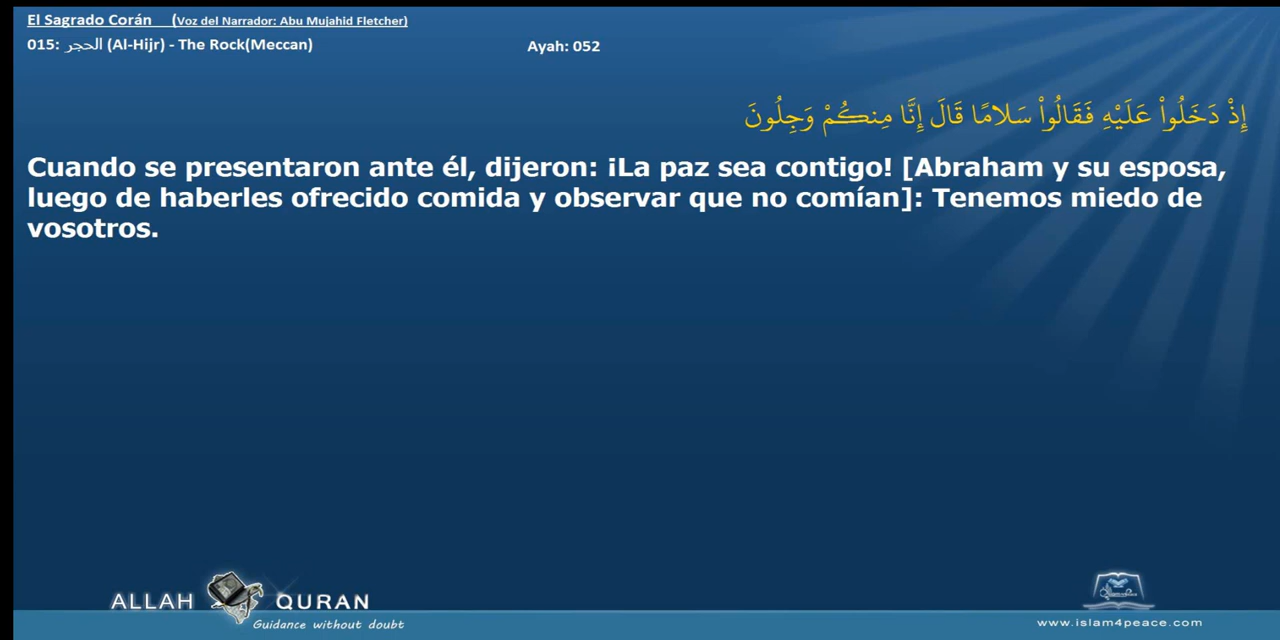 El Sagrado Corán (Voz del Narrador: Abu Mujahid Fletcher)
015: الحجر (Al-Hijr) - The Rock(Meccan) Ayah: 052
إِذْ دَخَلُواْ عَلَيْهِ فَقَالُواْ سَلامًا قَالَ إِنَّا مِنكُمْ وَجِلُونَ
Cuando se presentaron ante él, dijeron: ¡La paz sea contigo! [Abraham y su esposa,
luego de haberles ofrecido comida y observar que no comían]: Tenemos miedo de
vosotros.
ALLAH QURAN
Guidance without doubt
www.islam4peace.com